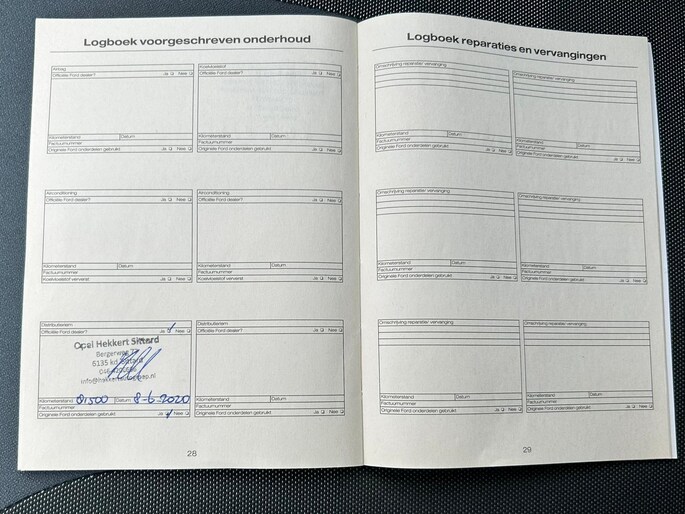 Logboek voorgeschreven onderhoud
Airbag
Officiële Ford dealer? Ja ❑ Nee ❑
Kilometerstand Datum
Factuurnummer
Originele Ford onderdelen gebruikt Ja ❑ Nee ❑
Koelvloeistof
Officiële Ford dealer? Ja ❑ Nee ❑
Kilometerstand Datum
Factuurnummer
Originele Ford onderdelen gebruikt Ja ❑ Nee ❑
Airconditioning
Officiële Ford dealer? Ja ❑ Nee ❑
Kilometerstand Datum
Factuurnummer
Koelvloeistof ververst Ja ❑ Nee ❑
Airconditioning
Officiële Ford dealer? Ja ❑ Nee ❑
Kilometerstand Datum
Factuurnummer
Koelvloeistof ververst Ja ❑ Nee ❑
Distributieriem
Officiële Ford dealer? Ja ❑ Nee ❑
Opel Hekkert Sittard
Bergerweg
6135 kd Sittard
Kilometerstand 81500 Datum 8-6-2020
Factuurnummer
Originele Ford onderdelen gebruikt Ja ❑ Nee ❑
Distributieriem
Officiële Ford dealer? Ja ❑ Nee ❑
Kilometerstand Datum
Factuurnummer
Originele Ford onderdelen gebruikt Ja ❑ Nee ❑
28
Logboek reparaties en vervangingen
Omschrijving reparatie/ vervanging
Kilometerstand Datum
Factuurnummer
Originele Ford onderdelen gebruikt Ja ❑ Nee ❑
Omschrijving reparatie/ vervanging
Kilometerstand Datum
Factuurnummer
Originele Ford onderdelen gebruikt Ja ❑ Nee ❑
Omschrijving reparatie/ vervanging
Kilometerstand Datum
Factuurnummer
Originele Ford onderdelen gebruikt Ja ❑ Nee ❑
Omschrijving reparatie/ vervanging
Kilometerstand Datum
Factuurnummer
Originele Ford onderdelen gebruikt Ja ❑ Nee ❑
Omschrijving reparatie/ vervanging
Kilometerstand Datum
Factuurnummer
Originele Ford onderdelen gebruikt Ja ❑ Nee ❑
Omschrijving reparatie/ vervanging
Kilometerstand Datum
Factuurnummer
Originele Ford onderdelen gebruikt Ja ❑ Nee ❑
29